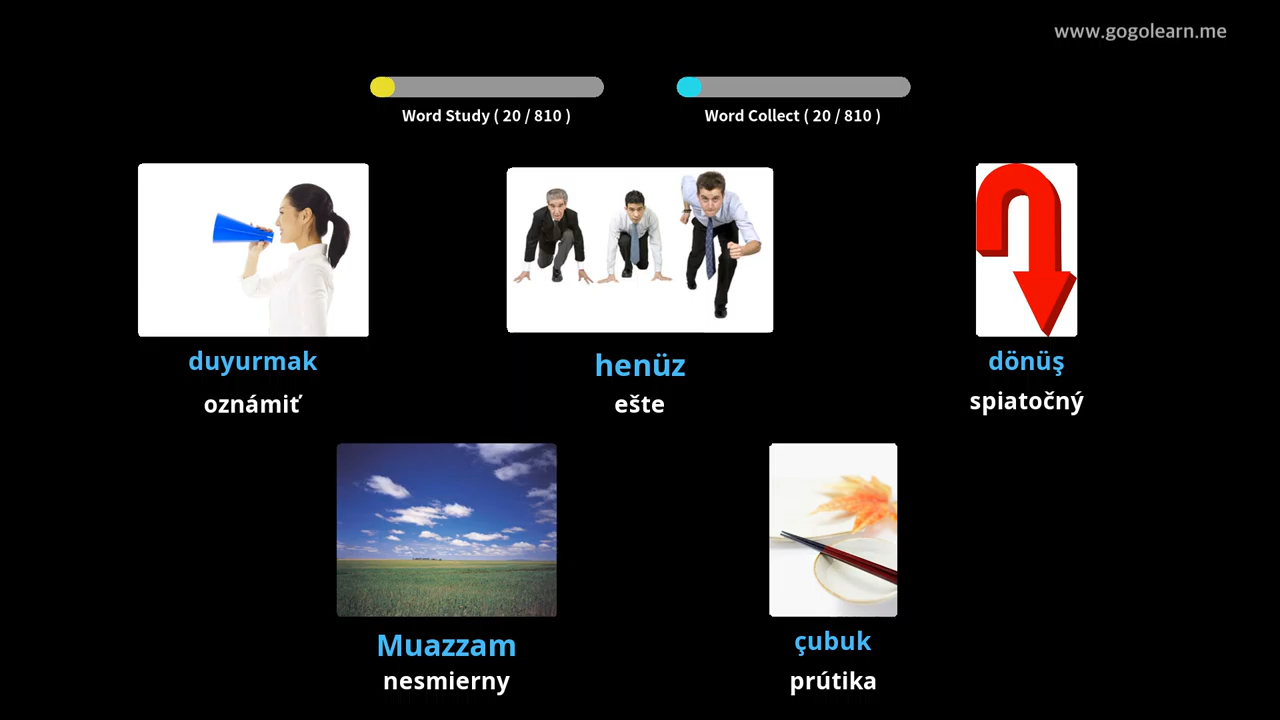 www.gogolearn.me
Word Study ( 20 / 810 )
Word Collect ( 20 / 810 )
duyurmak
oznámiť
henüz
ešte
dönüş
spiatočný
Muazzam
nesmierny
çubuk
prútika